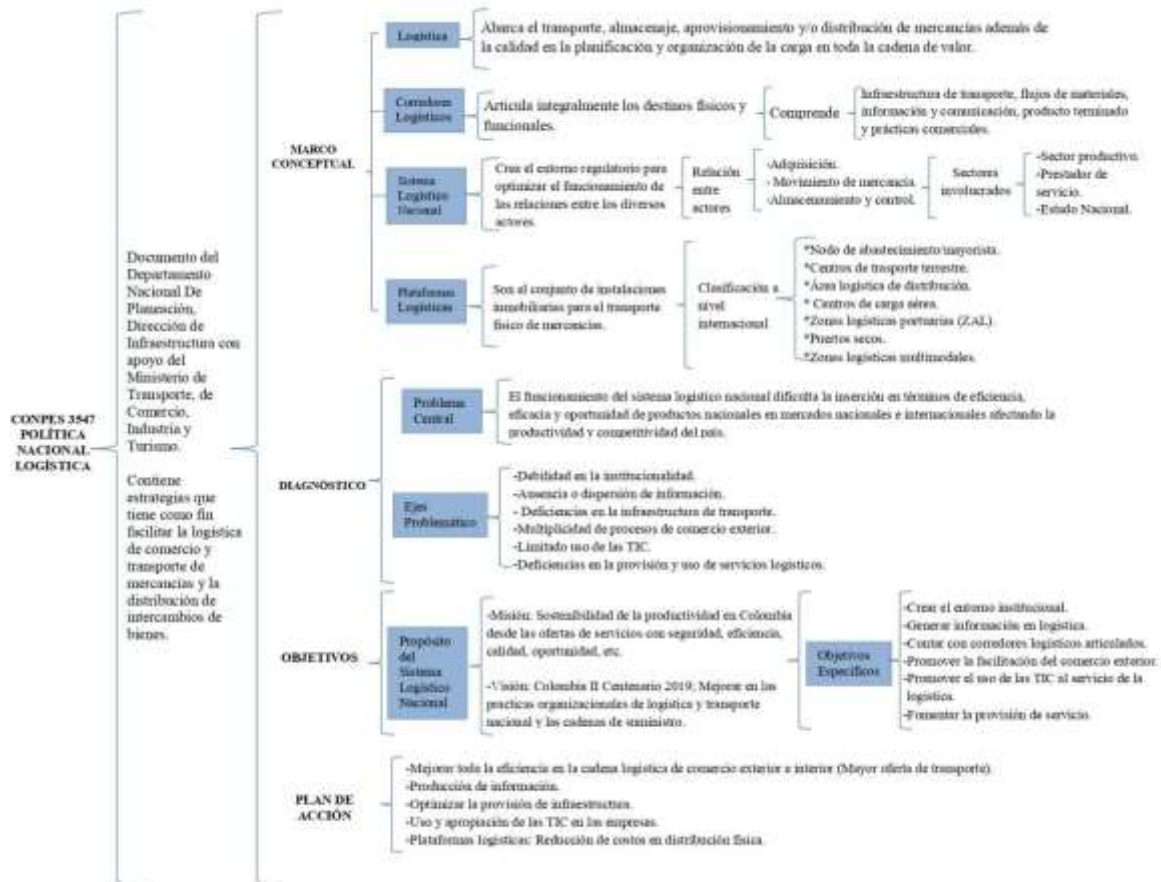 CONPES 3547
POLÍTICA
NACIONAL
LOGÍSTICA
Documento del
Departamento
Nacional De
Planeación,
Dirección de
Infraestructura con
apoyo del
Ministerio de
Transporte, de
Comercio,
Industria y
Turismo.
Contiene
estrategias que
tiene como fin
facilitar la logística
de comercio y
transporte de
mercancías y la
distribución de
intercambios de
bienes.
MARCO
CONCEPTUAL
Logística
Abarca el transporte, almacenaje, aprovisionamiento y/o distribución de mercancías además de
la calidad en la planificación y organización de la carga en toda la cadena de valor.
Corredores
Logísticos
Articula integralmente los destinos físicos y
funcionales.
Comprende
Infraestructura de transporte, flujos de materiales,
información y comunicación, producto terminado
y prácticas comerciales.
Sistema
Logístico
Nacional
Crea el entorno regulatorio para
optimizar el funcionamiento de
las relaciones entre los diversos
actores.
Relación
entre
actores
-Adquisición.
- Movimiento de mercancía
-Almacenamiento y control.
Sectores
involucrados
-Sector productivo.
-Prestador de
servicio.
-Estado Nacional.
Plataformas
Logísticas
Son el conjunto de instalaciones
inmobiliarias para el transporte
físico de mercancías.
Clasificación a
nivel
internacional
*Nodo de abastecimiento/mayorista.
*Centros de trasporte terrestre.
*Área logística de distribución.
* Centros de carga aérea.
*Zonas logísticas portuarias (ZAL).
*Puertos secos.
*Zonas logísticas multimodales.
DIAGNÓSTICO
Problema
Central
El funcionamiento del sistema logístico nacional dificulta la inserción en términos de eficiencia,
eficacia y oportunidad de productos nacionales en mercados nacionales e internacionales afectando la
productividad y competitividad del país.
Ejes
Problemático
-Debilidad en la institucionalidad.
-Ausencia o dispersión de información.
- Deficiencias en la infraestructura de transporte.
-Multiplicidad de procesos de comercio exterior.
-Limitado uso de las TIC.
-Deficiencias en la provisión y uso de servicios logísticos.
OBJETIVOS
Propósito
del
Sistema
Logístico
Nacional
-Misión: Sostenibilidad de la productividad en Colombia
desde las ofertas de servicios con seguridad, eficiencia,
calidad, oportunidad, etc.
-Visión: Colombia II Centenario 2019; Mejorar en las
practicas organizacionales de logística y transporte
nacional y las cadenas de suministro.
Objetivos
Específicos
-Crear el entorno institucional.
-Generar información en logística.
-Contar con corredores logísticos articulados.
-Promover la facilitación del comercio exterior.
-Promover el uso de las TIC al servicio de la
logística.
-Fomentar la provisión de servicio.
PLAN DE
ACCIÓN
-Mejorar toda la eficiencia en la cadena logística de comercio exterior e interior (Mayor oferta de transporte)
-Producción de información.
-Optimizar la provisión de infraestructura.
-Uso y apropiación de las TIC en las empresas.
-Plataformas logísticas: Reducción de costos en distribución física.